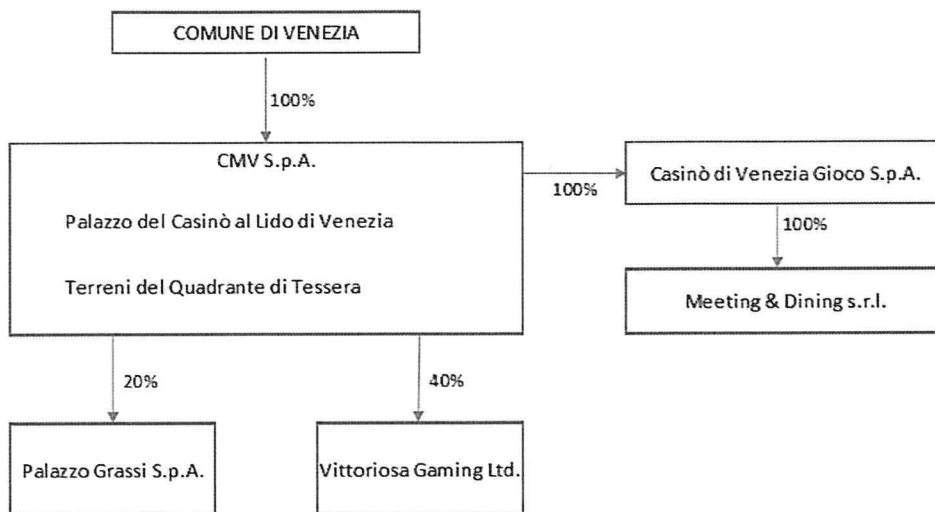 COMUNE DI VENEZIA
100%
CMV S.p.A.
Palazzo del Casinò al Lido di Venezia
Terreni del Quadrante di Tessera
100%
Casinò di Venezia Gioco S.p.A.
100%
Meeting & Dining s.r.l.
20%
40%
Palazzo Grassi S.p.A.
Vittoriosa Gaming Ltd.